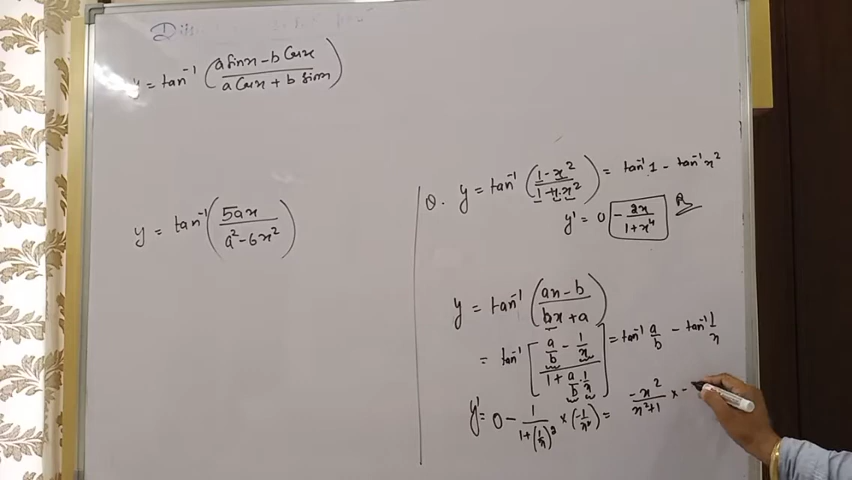 y = tan⁻¹ (a sinx - b Cosx / a Cosx + b sinx)
y = tan⁻¹ (5ax / a² - 6x²)
Q. y = tan⁻¹ (1 - x² / 1 + 1·x²) = tan⁻¹ 1 - tan⁻¹ x²
y' = 0 - 2x / 1 + x⁴
y = tan⁻¹ (ax - b / bx + a)
= tan⁻¹ [a/b - 1/x / 1 + a/b · 1/x] = tan⁻¹ a/b - tan⁻¹ 1/x
y' = 0 - 1 / 1 + (1/x)² × (-1/x²) = -x² / x² + 1 × -